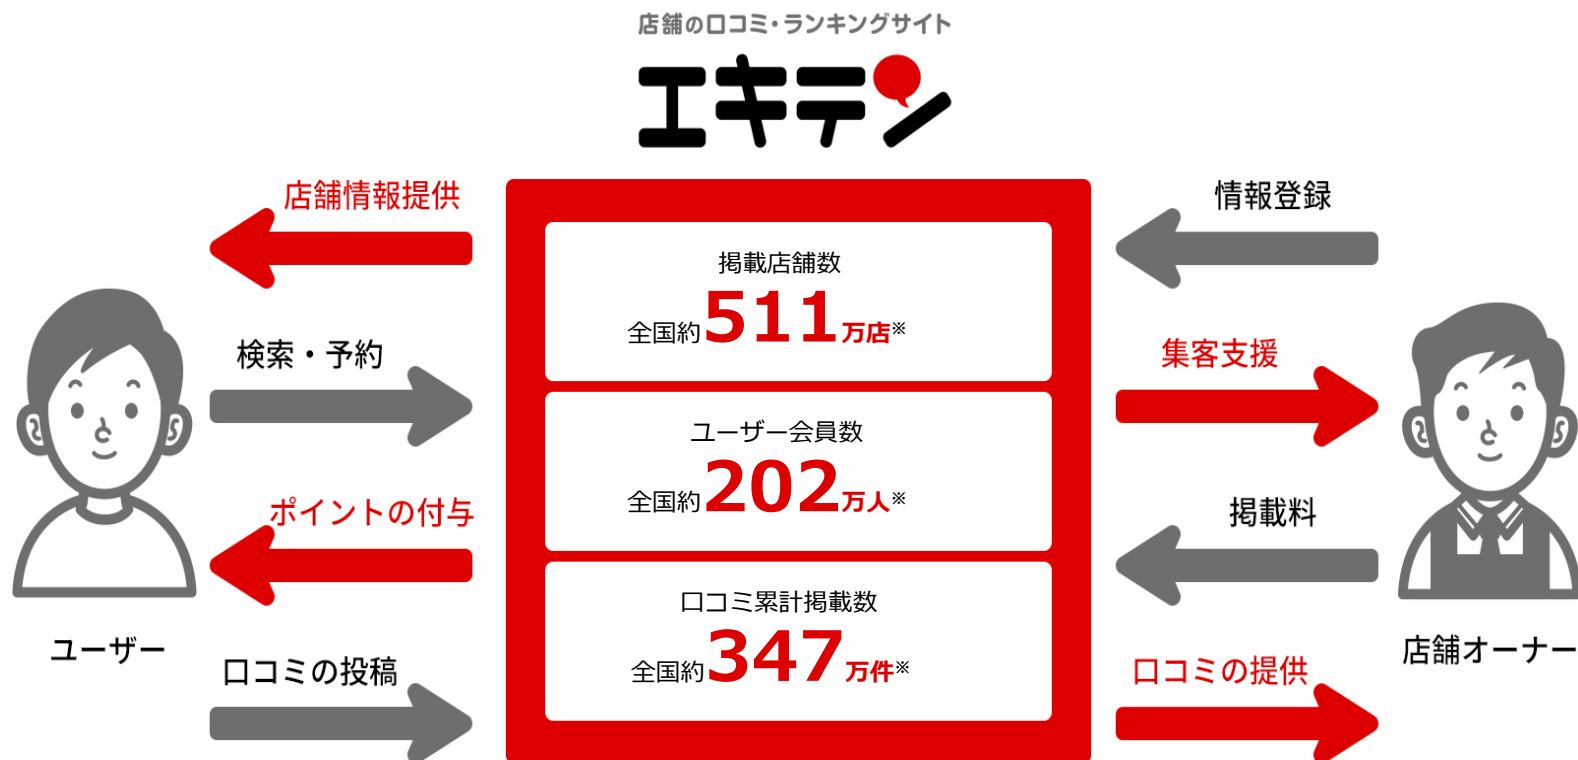 店舗の口コミ・ランキングサイト
エキテン
店舗情報提供
検索・予約
ポイントの付与
口コミの投稿
ユーザー
掲載店舗数
全国約511万店※
ユーザー会員数
全国約202万人※
口コミ累計掲載数
全国約347万件※
情報登録
集客支援
掲載料
口コミの提供
店舗オーナー